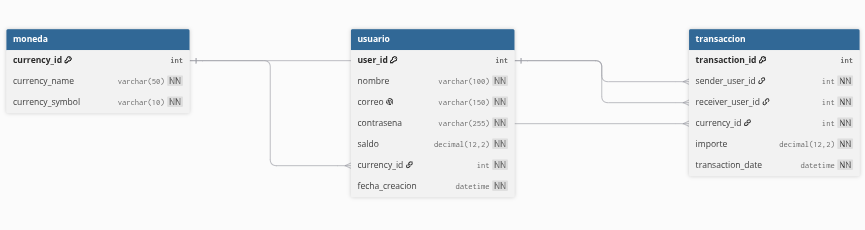 moneda
currency_id int
currency_name varchar(50) NN
currency_symbol varchar(10) NN
usuario
user_id int
nombre varchar(100) NN
correo varchar(150) NN
contrasena varchar(255) NN
saldo decimal(12,2) NN
currency_id int NN
fecha_creacion datetime NN
transaccion
transaction_id int
sender_user_id int NN
receiver_user_id int NN
currency_id int NN
importe decimal(12,2) NN
transaction_date datetime NN